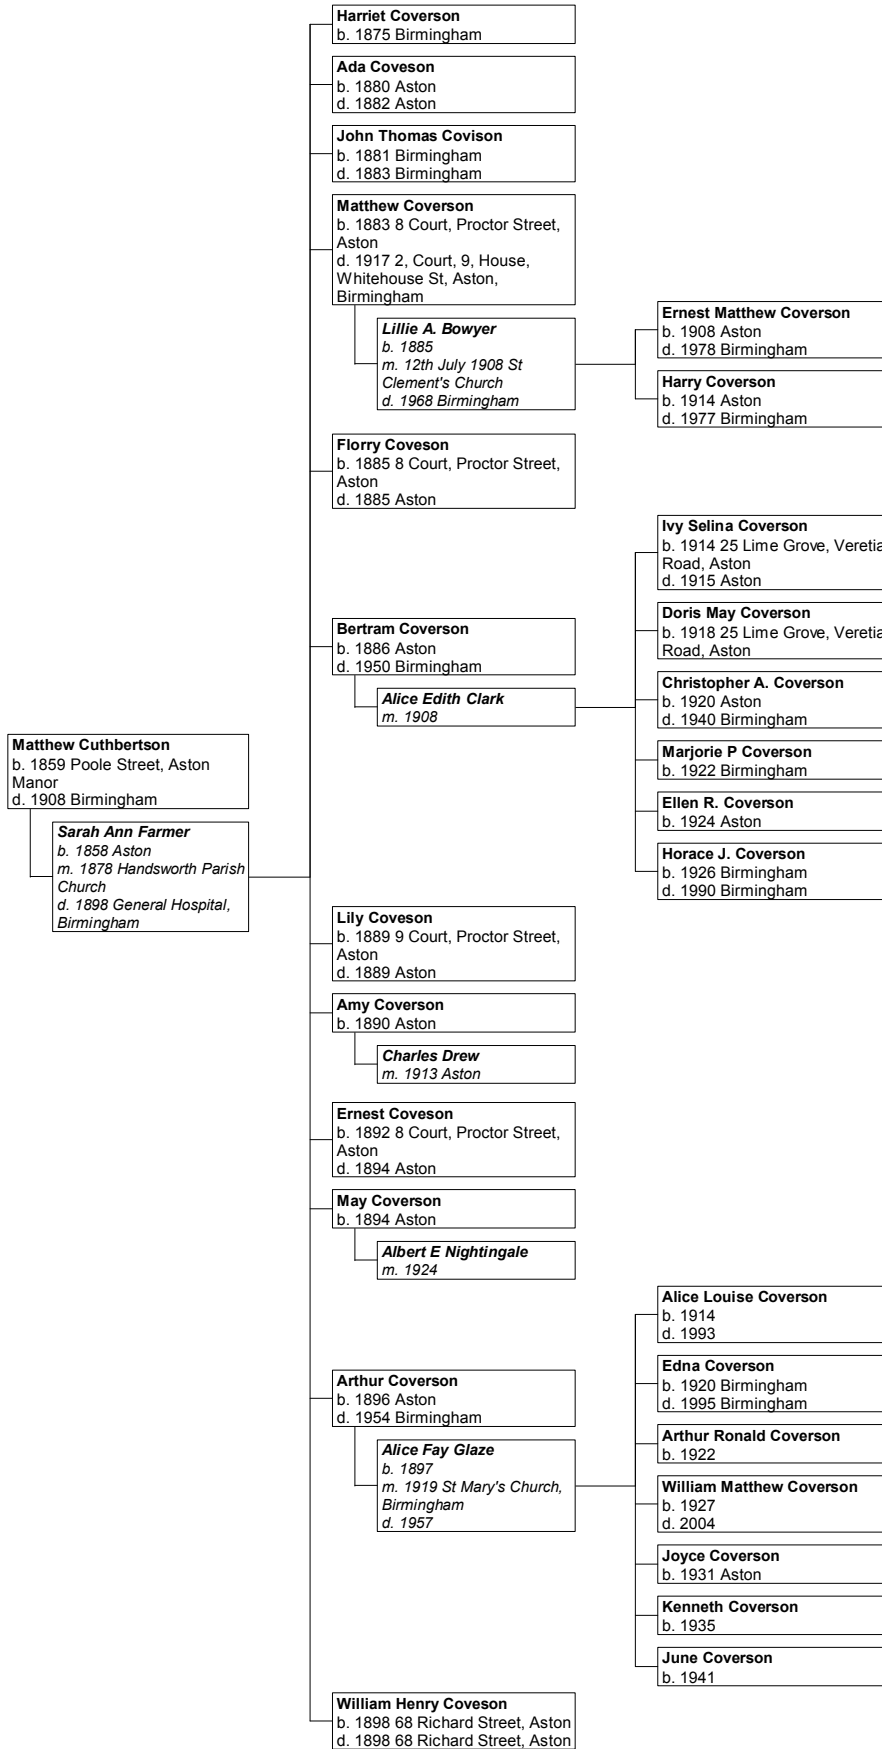 Harriet Coverson
b. 1875 Birmingham
Ada Coveson
b. 1880 Aston
d. 1882 Aston
John Thomas Covison
b. 1881 Birmingham
d. 1883 Birmingham
Matthew Coverson
b. 1883 8 Court, Proctor Street,
Aston
d. 1917 2, Court, 9, House,
Whitehouse St, Aston,
Birmingham
Lillie A. Bowyer
b. 1885
m. 12th July 1908 St
Clement's Church
d. 1968 Birmingham
Ernest Matthew Coverson
b. 1908 Aston
d. 1978 Birmingham
Harry Coverson
b. 1914 Aston
d. 1977 Birmingham
Florry Coveson
b. 1885 8 Court, Proctor Street,
Aston
d. 1885 Aston
Ivy Selina Coverson
b. 1914 25 Lime Grove, Veretia
Road, Aston
d. 1915 Aston
Doris May Coverson
b. 1918 25 Lime Grove, Veretia
Road, Aston
Bertram Coverson
b. 1886 Aston
d. 1950 Birmingham
Alice Edith Clark
m. 1908
Christopher A. Coverson
b. 1920 Aston
d. 1940 Birmingham
Marjorie P Coverson
b. 1922 Birmingham
Ellen R. Coverson
b. 1924 Aston
Horace J. Coverson
b. 1926 Birmingham
d. 1990 Birmingham
Matthew Cuthbertson
b. 1859 Poole Street, Aston
Manor
d. 1908 Birmingham
Sarah Ann Farmer
b. 1858 Aston
m. 1878 Handsworth Parish
Church
d. 1898 General Hospital,
Birmingham
Lily Coveson
b. 1889 9 Court, Proctor Street,
Aston
d. 1889 Aston
Amy Coverson
b. 1890 Aston
Charles Drew
m. 1913 Aston
Ernest Coveson
b. 1892 8 Court, Proctor Street,
Aston
d. 1894 Aston
May Coverson
b. 1894 Aston
Albert E Nightingale
m. 1924
Arthur Coverson
b. 1896 Aston
d. 1954 Birmingham
Alice Fay Glaze
b. 1897
m. 1919 St Mary's Church,
Birmingham
d. 1957
Alice Louise Coverson
b. 1914
d. 1993
Edna Coverson
b. 1920 Birmingham
d. 1995 Birmingham
Arthur Ronald Coverson
b. 1922
William Matthew Coverson
b. 1927
d. 2004
Joyce Coverson
b. 1931 Aston
Kenneth Coverson
b. 1935
June Coverson
b. 1941
William Henry Coveson
b. 1898 68 Richard Street, Aston
d. 1898 68 Richard Street, Aston